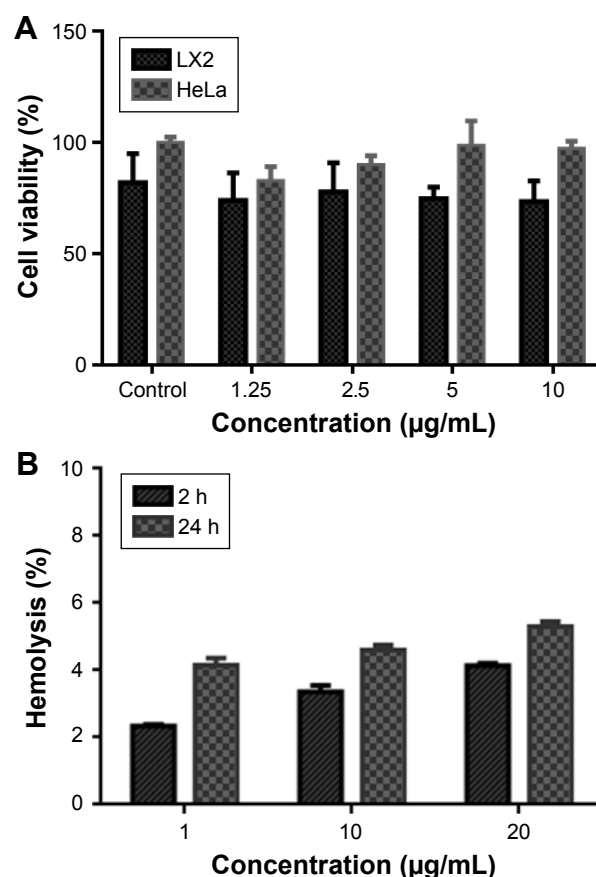 A
150
LX2
HeLa
100
50
0
Cell viability (%)
Control 1.25 2.5 5 10
Concentration (µg/mL)
B
10
2 h
24 h
8
6
4
2
0
Hemolysis (%)
1 10 20
Concentration (µg/mL)